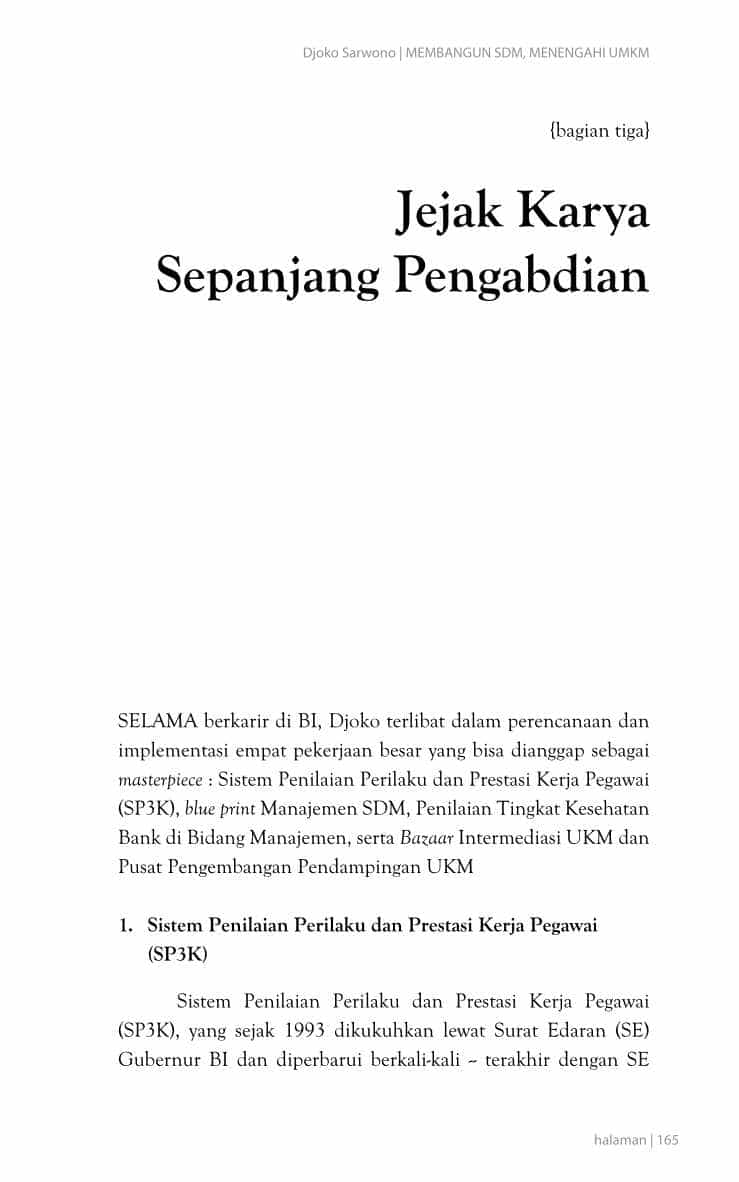 Djoko Sarwono | MEMBANGUN SDM, MENENGAHI UMKM
{bagian tiga}
Jejak Karya
Sepanjang Pengabdian
SELAMA berkarir di BI, Djoko terlibat dalam perencanaan dan
implementasi empat pekerjaan besar yang bisa dianggap sebagai
masterpiece : Sistem Penilaian Perilaku dan Prestasi Kerja Pegawai
(SP3K), blue print Manajemen SDM, Penilaian Tingkat Kesehatan
Bank di Bidang Manajemen, serta Bazaar Intermediasi UKM dan
Pusat Pengembangan Pendampingan UKM
1. Sistem Penilaian Perilaku dan Prestasi Kerja Pegawai
(SP3K)
Sistem Penilaian Perilaku dan Prestasi Kerja Pegawai
(SP3K), yang sejak 1993 dikukuhkan lewat Surat Edaran (SE)
Gubernur BI dan diperbarui berkali-kali – terakhir dengan SE
halaman | 165